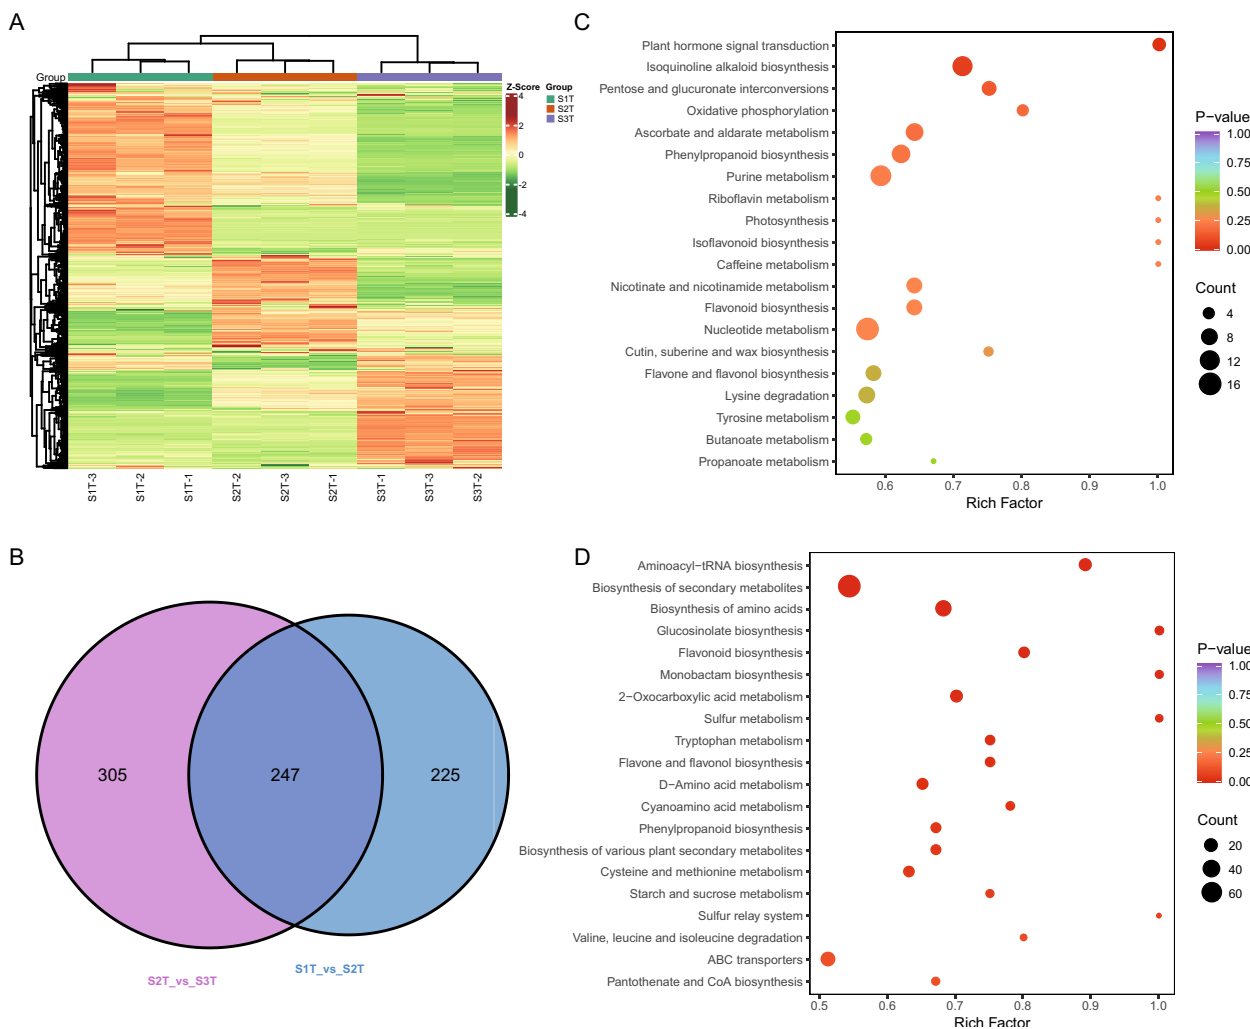 A
Group
Z-Score
4
2
0
-2
-4
Group
S1T
S2T
S3T
S1T-3
S1T-2
S1T-1
S2T-2
S2T-3
S2T-1
S3T-1
S3T-3
S3T-2
B
305
247
225
S2T_vs_S3T
S1T_vs_S2T
C
Plant hormone signal transduction
Isoquinoline alkaloid biosynthesis
Pentose and glucuronate interconversions
Oxidative phosphorylation
Ascorbate and aldarate metabolism
Phenylpropanoid biosynthesis
Purine metabolism
Riboflavin metabolism
Photosynthesis
Isoflavonoid biosynthesis
Caffeine metabolism
Nicotinate and nicotinamide metabolism
Flavonoid biosynthesis
Nucleotide metabolism
Cutin, suberine and wax biosynthesis
Flavone and flavonol biosynthesis
Lysine degradation
Tyrosine metabolism
Butanoate metabolism
Propanoate metabolism
0.6 0.7 0.8 0.9 1.0
Rich Factor
P−value
1.00
0.75
0.50
0.25
0.00
Count
4
8
12
16
D
Aminoacyl−tRNA biosynthesis
Biosynthesis of secondary metabolites
Biosynthesis of amino acids
Glucosinolate biosynthesis
Flavonoid biosynthesis
Monobactam biosynthesis
2−Oxocarboxylic acid metabolism
Sulfur metabolism
Tryptophan metabolism
Flavone and flavonol biosynthesis
D−Amino acid metabolism
Cyanoamino acid metabolism
Phenylpropanoid biosynthesis
Biosynthesis of various plant secondary metabolites
Cysteine and methionine metabolism
Starch and sucrose metabolism
Sulfur relay system
Valine, leucine and isoleucine degradation
ABC transporters
Pantothenate and CoA biosynthesis
0.5 0.6 0.7 0.8 0.9 1.0
Rich Factor
P−value
1.00
0.75
0.50
0.25
0.00
Count
20
40
60